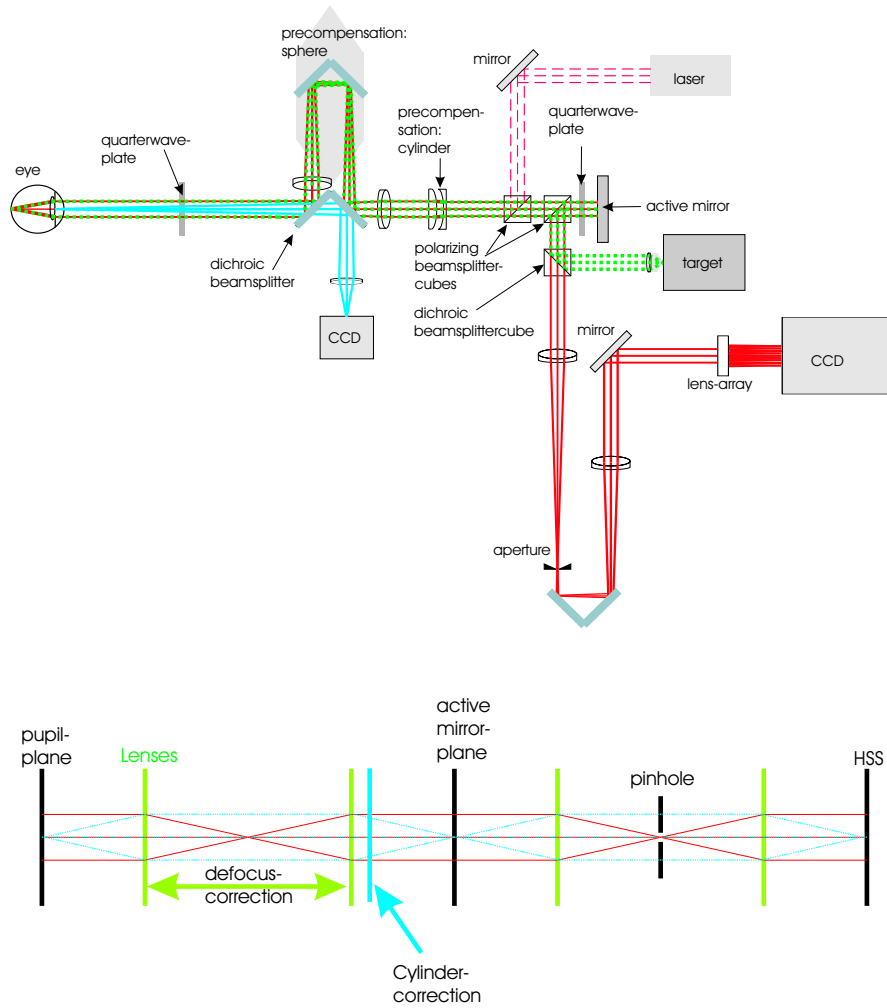 precompensation:
sphere
mirror
laser
precompen-
sation:
cylinder
quarterwave-
plate
quarterwave-
plate
eye
active mirror
polarizing
beamsplitter-
cubes
target
dichroic
beamsplitter
dichroic
beamsplittercube
mirror
CCD
CCD
lens-array
aperture
active
mirror-
plane
pupil-
plane
Lenses
HSS
pinhole
defocus-
correction
Cylinder-
correction